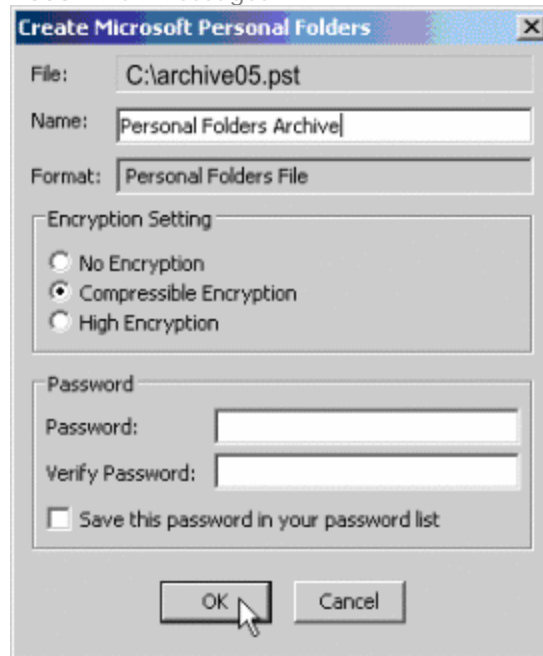 Create Microsoft Personal Folders
File: C:\archive05.pst
Name: Personal Folders Archive
Format: Personal Folders File
Encryption Setting
No Encryption
Compressible Encryption
High Encryption
Password
Password:
Verify Password:
Save this password in your password list
OK Cancel